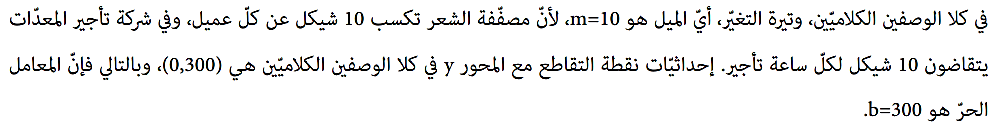 في كلا الوصفين الكلاميّين، وتيرة التغيّر، أيّ الميل هو m=10، لأنّ مصفّفة الشعر تكسب 10 شيكل عن كلّ عميل، وفي شركة تأجير المعدّات
يتقاضون 10 شيكل لكلّ ساعة تأجير. إحداثيّات نقطة التقاطع مع المحور y في كلا الوصفين الكلاميّين هي (0,300)، وبالتالي فإنّ المعامل
الحرّ هو b=300.